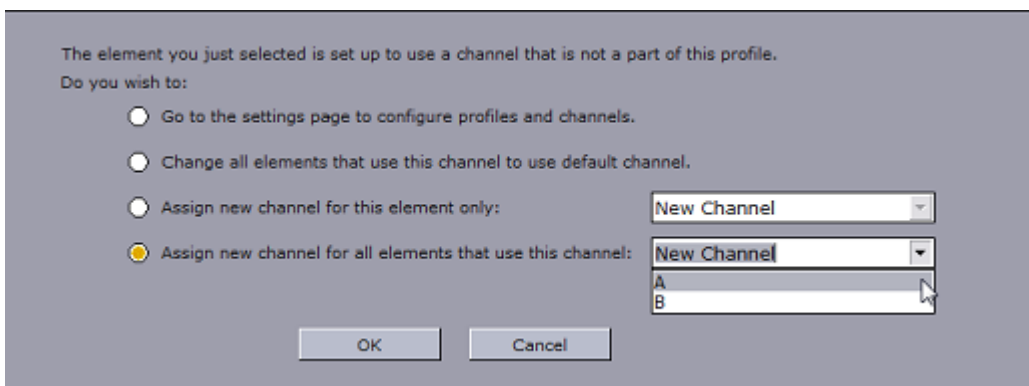 The element you just selected is set up to use a channel that is not a part of this profile.
Do you wish to:
Go to the settings page to configure profiles and channels.
Change all elements that use this channel to use default channel.
Assign new channel for this element only: New Channel
Assign new channel for all elements that use this channel: New Channel
A
B
OK Cancel